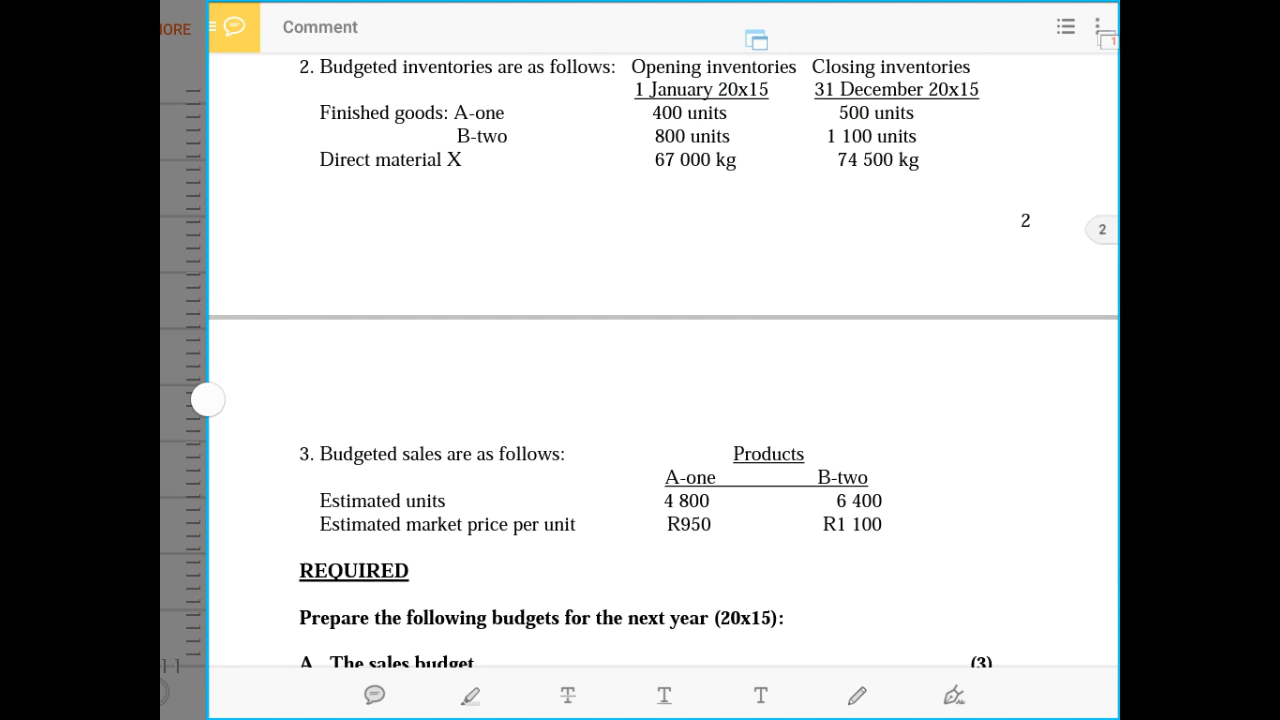 IORE
Comment
1
2. Budgeted inventories are as follows: Opening inventories Closing inventories
1 January 20x15 31 December 20x15
Finished goods: A-one 400 units 500 units
B-two 800 units 1 100 units
Direct material X 67 000 kg 74 500 kg
2
2
3. Budgeted sales are as follows: Products
A-one B-two
Estimated units 4 800 6 400
Estimated market price per unit R950 R1 100
REQUIRED
Prepare the following budgets for the next year (20x15):
A. The sales budget (3)
T T T